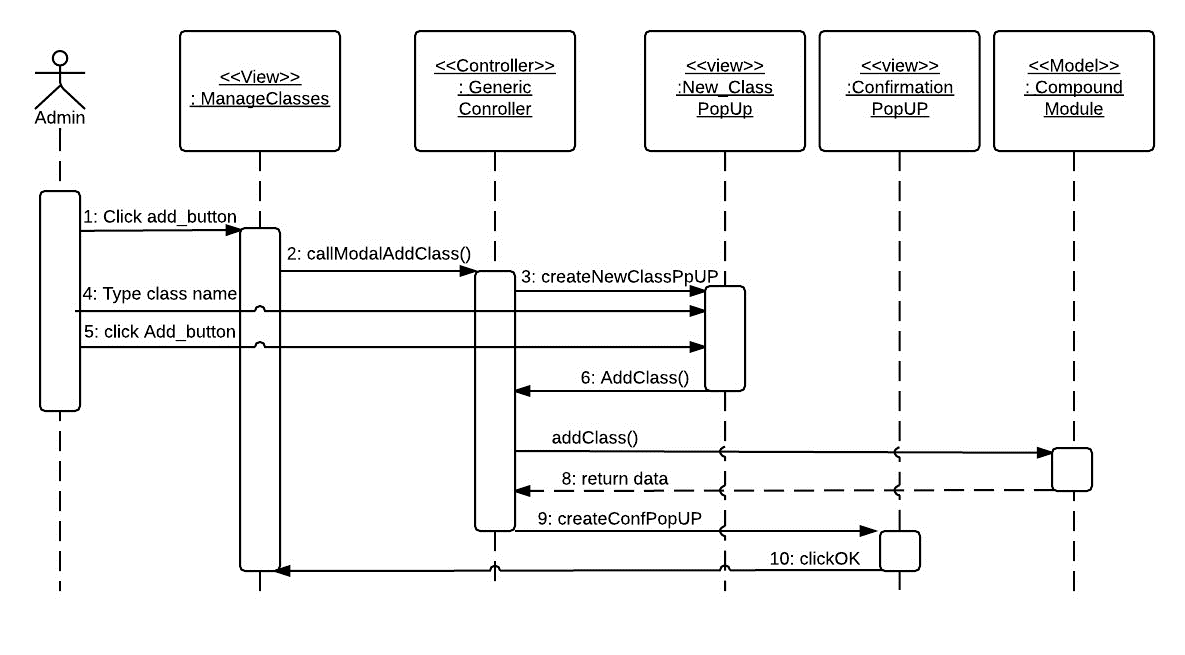 Admin
<<View>>
: ManageClasses
<<Controller>>
: Generic
Conroller
<<view>>
:New_Class
PopUp
<<view>>
:Confirmation
PopUP
<<Model>>
: Compound
Module
1: Click add_button
2: callModalAddClass()
3: createNewClassPpUP
4: Type class name
5: click Add_button
6: AddClass()
addClass()
8: return data
9: createConfPopUP
10: clickOK